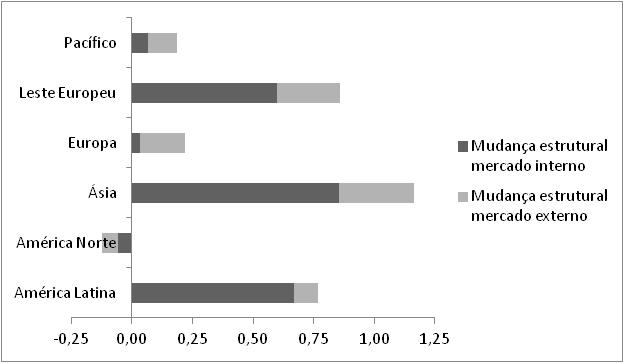 Pacífico
Leste Europeu
Europa
Ásia
América Norte
América Latina
-0,25 0,00 0,25 0,50 0,75 1,00 1,25
Mudança estrutural
mercado interno
Mudança estrutural
mercado externo